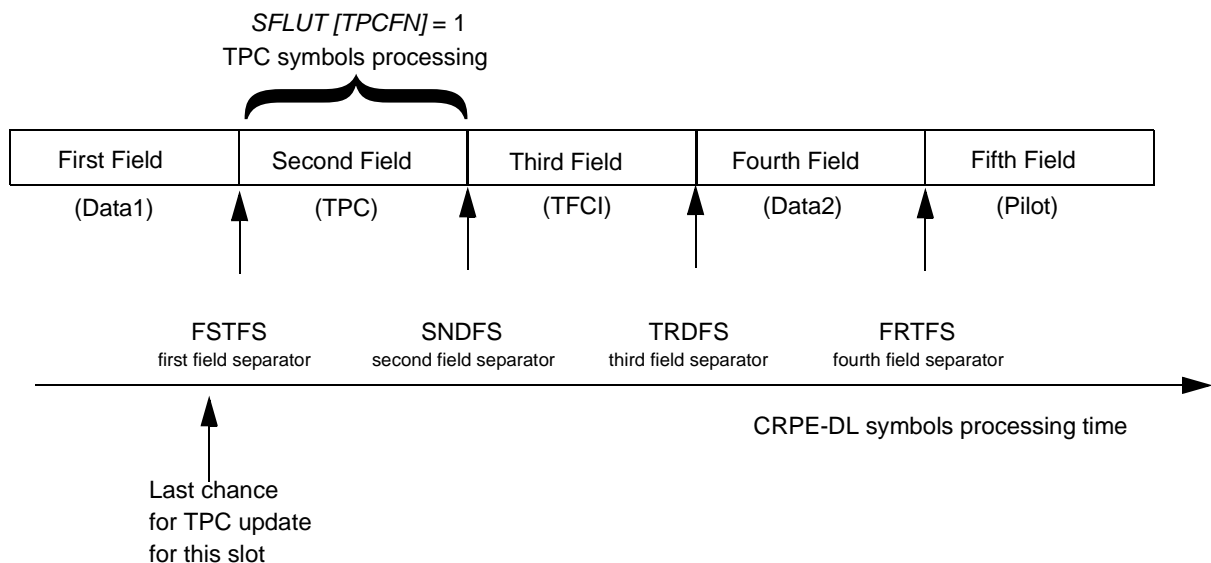 SFLUT [TPCFN] = 1
TPC symbols processing
First Field Second Field Third Field Fourth Field Fifth Field
(Data1) (TPC) (TFCI) (Data2) (Pilot)
FSTFS SNDFS TRDFS FRTFS
first field separator second field separator third field separator fourth field separator
CRPE-DL symbols processing time
Last chance
for TPC update
for this slot